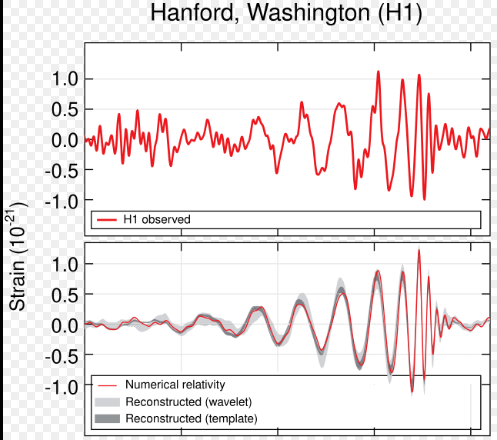 Hanford, Washington (H1)
1.0
0.5
0.0
-0.5
-1.0
H1 observed
Strain (10⁻²¹)
1.0
0.5
0.0
-0.5
-1.0
Numerical relativity
Reconstructed (wavelet)
Reconstructed (template)